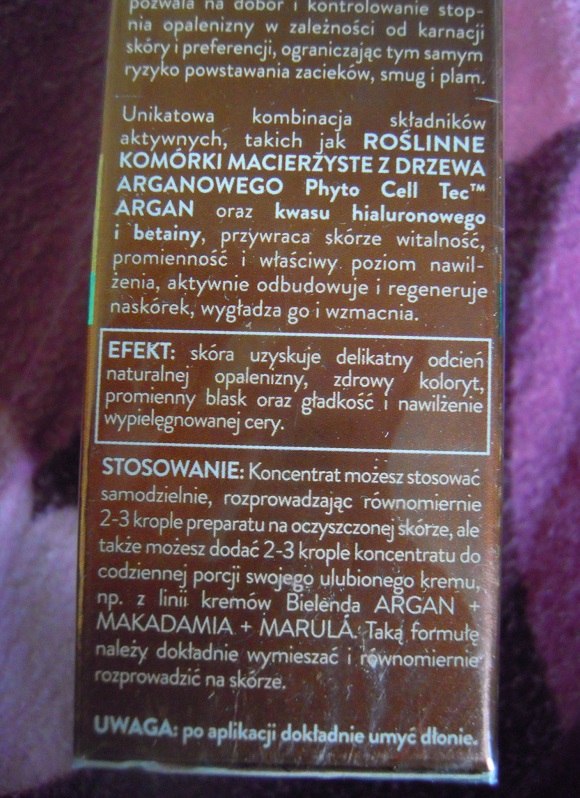 pozwala na dobór i kontrolowanie stop-
nia opalenizny w zależności od karnacji
skóry i preferencji, ograniczając tym samym
ryzyko powstawania zacieków, smug i plam.
Unikatowa kombinacja składników
aktywnych, takich jak ROŚLINNE
KOMÓRKI MACIERZYSTE Z DRZEWA
ARGANOWEGO Phyto Cell Tec™
ARGAN oraz kwasu hialuronowego
i betainy, przywraca skórze witalność,
promienność i właściwy poziom nawil-
żenia, aktywnie odbudowuje i regeneruje
naskórek, wygładza go i wzmacnia.
EFEKT: skóra uzyskuje delikatny odcień
naturalnej opalenizny, zdrowy koloryt,
promienny blask oraz gładkość i nawilżenie
wypielęgnowanej cery.
STOSOWANIE: Koncentrat możesz stosować
samodzielnie, rozprowadzając równomiernie
2-3 krople preparatu na oczyszczonej skórze, ale
także możesz dodać 2-3 krople koncentratu do
codziennej porcji swojego ulubionego kremu,
np. z linii kremów Bielenda ARGAN +
MAKADAMIA + MARULA. Taką formułę
należy dokładnie wymieszać i równomiernie
rozprowadzić na skórze.
UWAGA: po aplikacji dokładnie umyć dłonie.